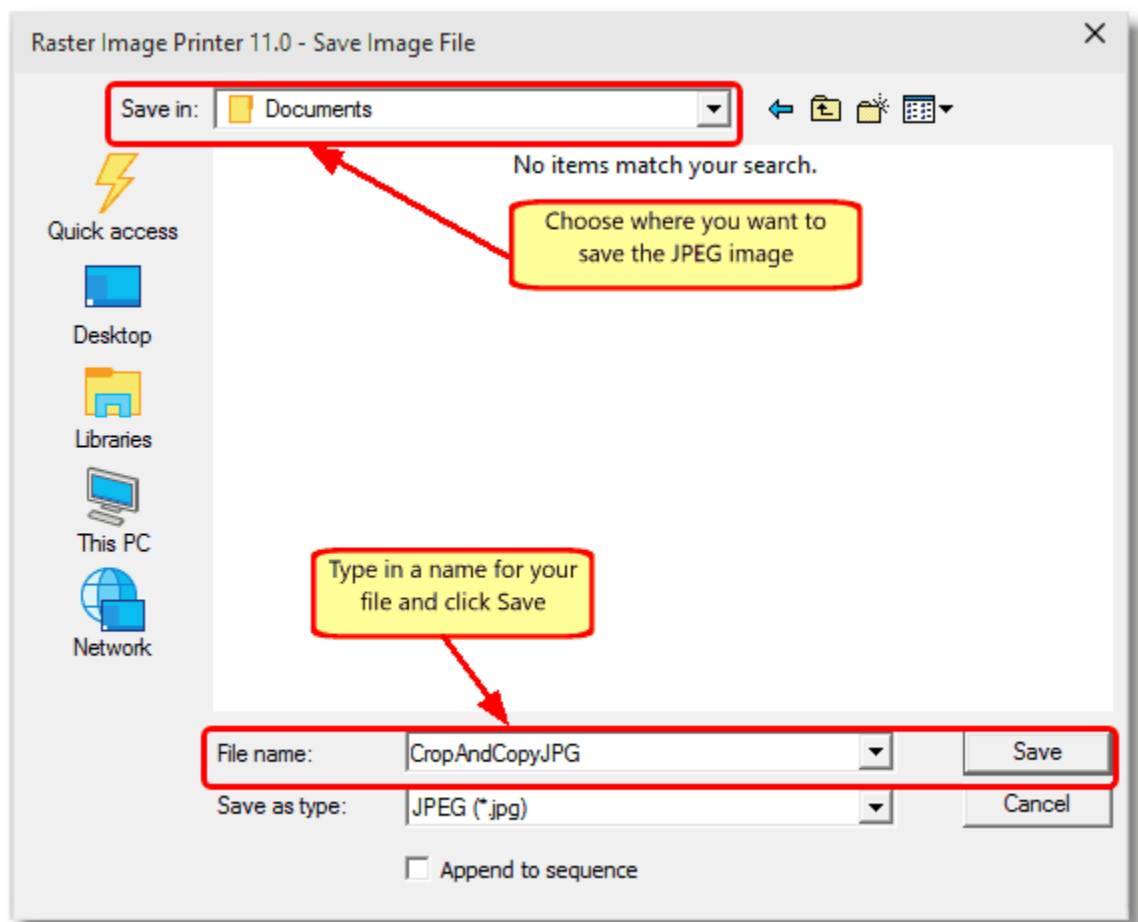 Raster Image Printer 11.0 - Save Image File
Save in:
Documents
No items match your search.
Choose where you want to
save the JPEG image
Quick access
Desktop
Libraries
This PC
Network
Type in a name for your
file and click Save
File name:
CropAndCopyJPG
Save
Save as type:
JPEG (*.jpg)
Cancel
Append to sequence